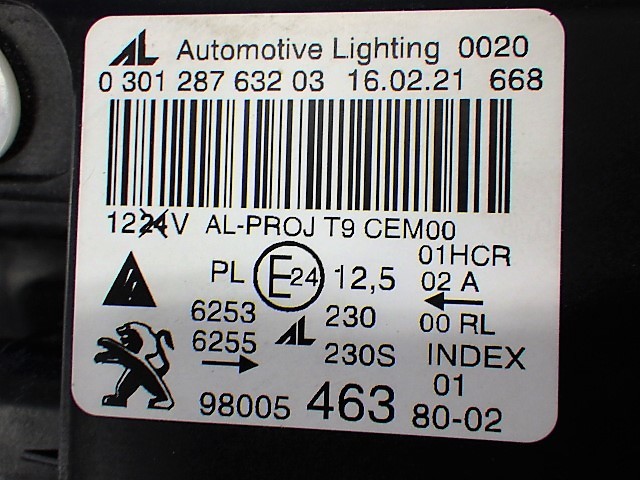 AL Automotive Lighting 0020
0 301 287 632 03 16.02.21 668
1224V AL-PROJ T9 CEM00
01HCR
PL E24 12,5 02 A
6253 AL 230 00 RL
6255 230S INDEX
01
98005 463 80-02